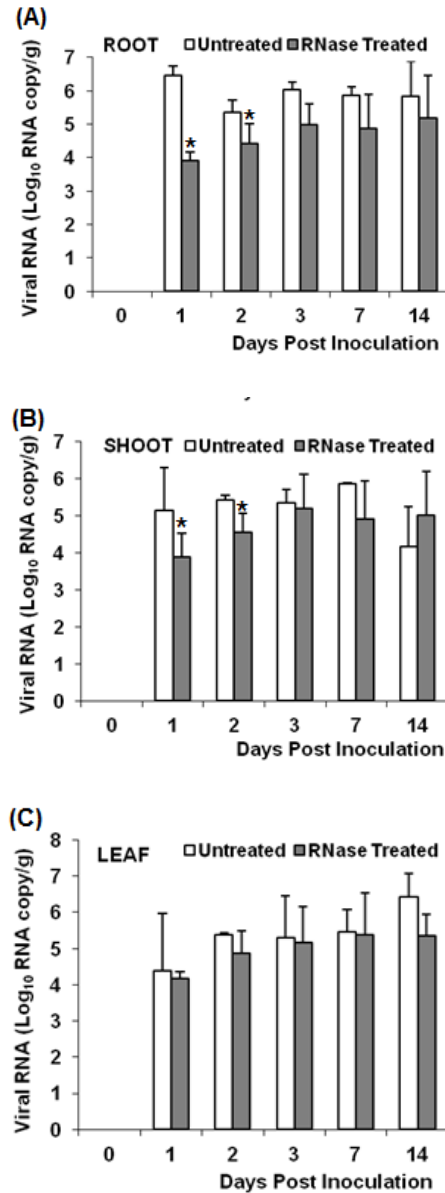 (A)
ROOT Untreated RNase Treated
Viral RNA (Log10 RNA copy/g)
7
6
5
4
3
2
1
0
* *
0 1 2 3 7 14
Days Post Inoculation
(B)
SHOOT Untreated RNase Treated
Viral RNA (Log10 RNA copy/g)
7
6
5
4
3
2
1
0
* *
0 1 2 3 7 14
Days Post Inoculation
(C)
LEAF Untreated RNase Treated
Viral RNA (Log10 RNA copy/g)
8
7
6
5
4
3
2
1
0
0 1 2 3 7 14
Days Post Inoculation